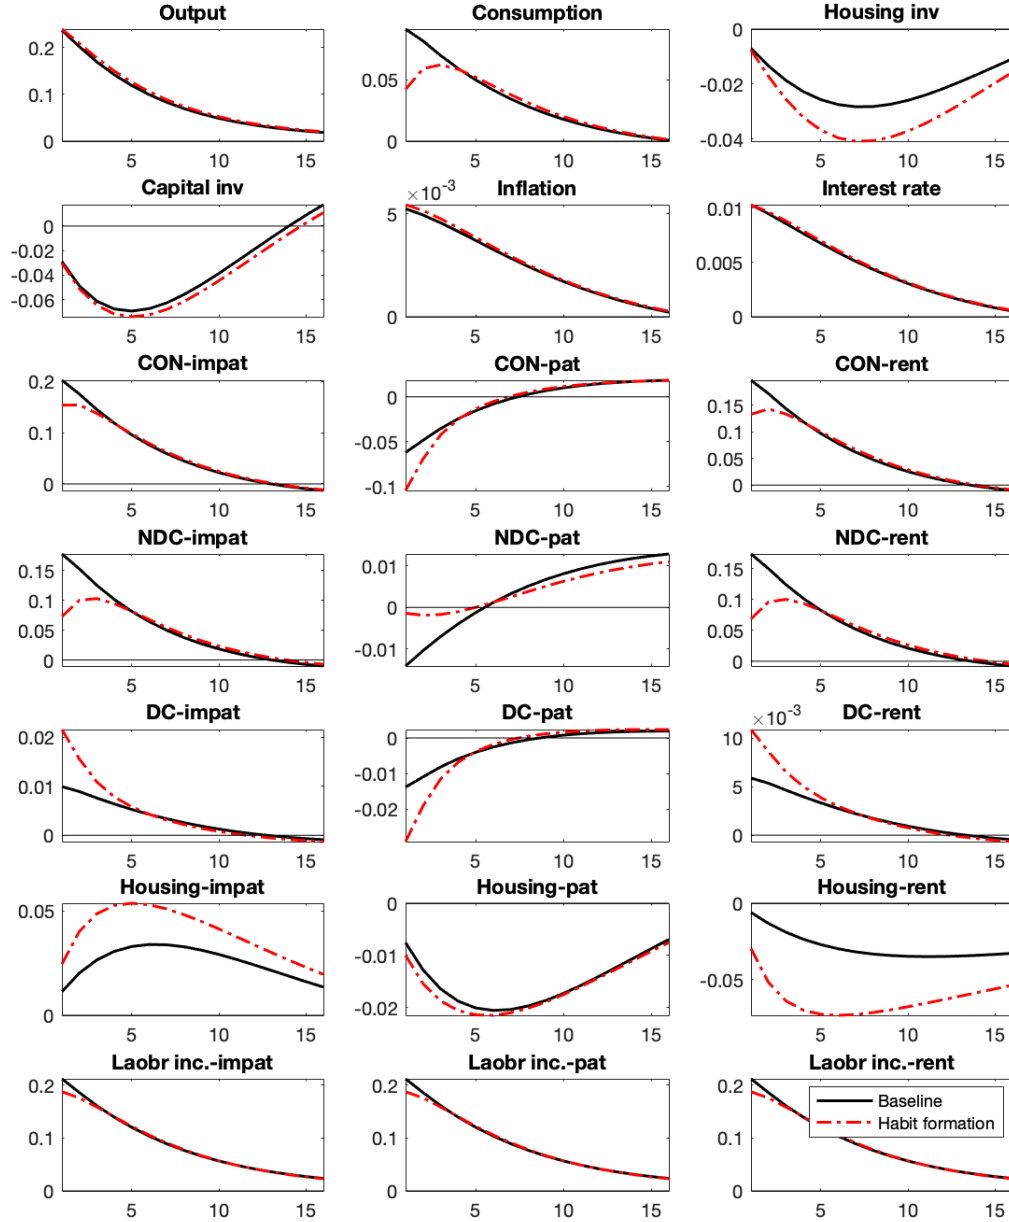 Output Consumption Housing inv
0.2 0.1 0
0.05 0
0 -0.02 -0.04
5 10 15 5 10 15 5 10 15
Capital inv Inflation Interest rate
×10⁻³
0 -0.02 -0.04 -0.06
5 0
0.01 0.005 0
5 10 15 5 10 15 5 10 15
CON-impat CON-pat CON-rent
0.2 0.1 0
0 -0.05 -0.1
0.15 0.1 0.05 0
5 10 15 5 10 15 5 10 15
NDC-impat NDC-pat NDC-rent
0.15 0.1 0.05 0
0.01 0 -0.01
0.15 0.1 0.05 0
5 10 15 5 10 15 5 10 15
DC-impat DC-pat DC-rent
×10⁻³
0.02 0.01 0
0 -0.01 -0.02
10 5 0
5 10 15 5 10 15 5 10 15
Housing-impat Housing-pat Housing-rent
0.05 0
0 -0.01 -0.02
0 -0.05
5 10 15 5 10 15 5 10 15
Laobr inc.-impat Laobr inc.-pat Laobr inc.-rent
0.2 0.1 0
0.2 0.1 0
0.2 0.1 0
Baseline
Habit formation
5 10 15 5 10 15 5 10 15